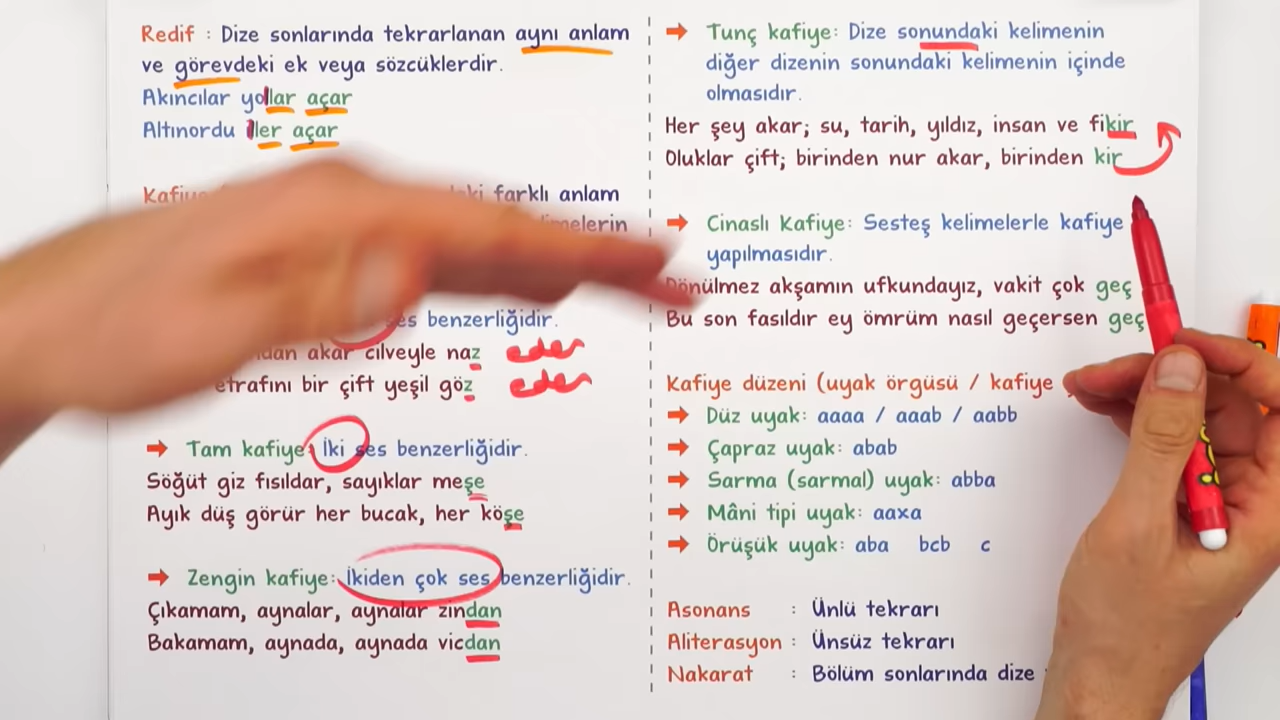 Redif : Dize sonlarında tekrarlanan aynı anlam
ve görevdeki ek veya sözcüklerdir.
Akıncılar yollar açar
Altınordu iller açar
Kafiye farklı anlam
ses benzerliğidir.
akar cilveyle naz eder
etrafını bir çift yeşil göz eder
➡ Tam kafiye: İki ses benzerliğidir.
Söğüt giz fısıldar, sayıklar meşe
Ayık düş görür her bucak, her köşe
➡ Zengin kafiye: İkiden çok ses benzerliğidir.
Çıkamam, aynalar, aynalar zindan
Bakamam, aynada, aynada vicdan
➡ Tunç kafiye: Dize sonundaki kelimenin
diğer dizenin sonundaki kelimenin içinde
olmasıdır.
Her şey akar; su, tarih, yıldız, insan ve fikir
Oluklar çift; birinden nur akar, birinden kir
➡ Cinaslı Kafiye: Sesteş kelimelerle kafiye
yapılmasıdır.
Dönülmez akşamın ufkundayız, vakit çok geç
Bu son fasıldır ey ömrüm nasıl geçersen geç
Kafiye düzeni (uyak örgüsü / kafiye
➡ Düz uyak: aaaa / aaab / aabb
➡ Çapraz uyak: abab
➡ Sarma (sarmal) uyak: abba
➡ Mâni tipi uyak: aaxa
➡ Örüşük uyak: aba bcb c
Asonans : Ünlü tekrarı
Aliterasyon : Ünsüz tekrarı
Nakarat : Bölüm sonlarında dize